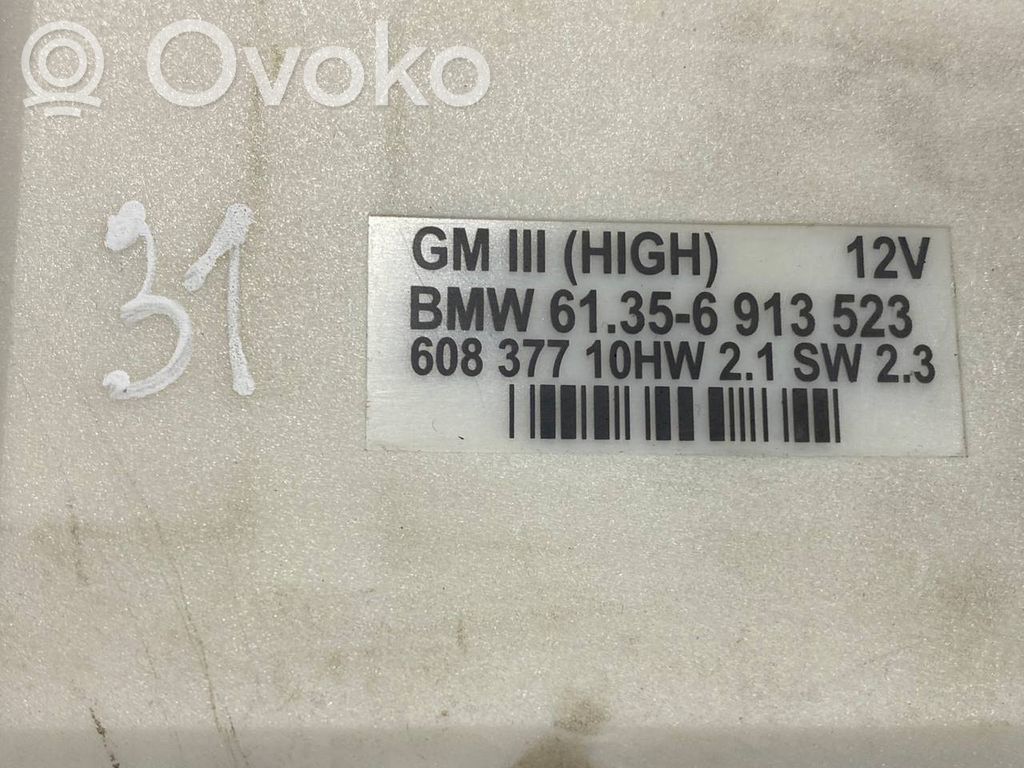 Ovoko
31
GM III (HIGH) 12V
BMW 61.35-6 913 523
608 377 10HW 2.1 SW 2.3